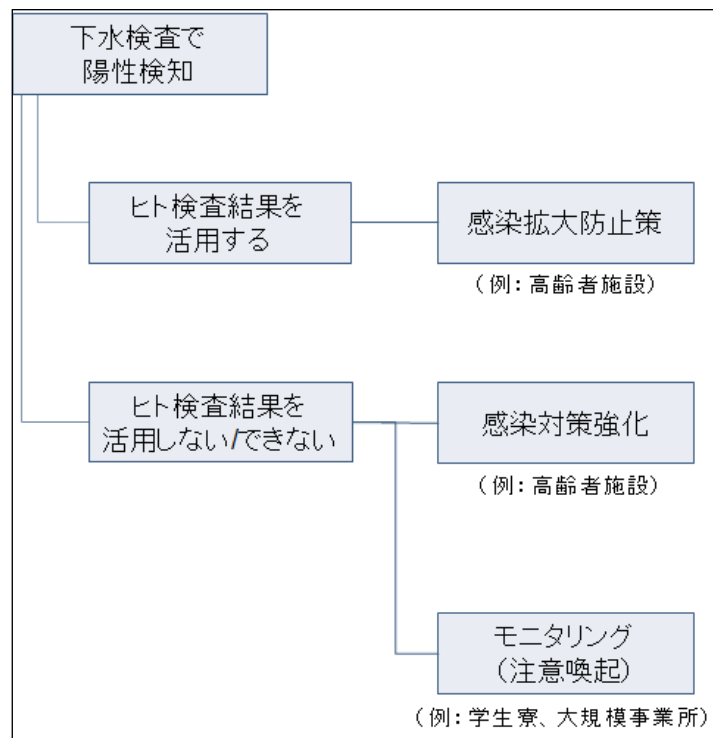 下水検査で
陽性検知
ヒト検査結果を
活用する
感染拡大防止策
（例：高齢者施設）
ヒト検査結果を
活用しない/できない
感染対策強化
（例：高齢者施設）
モニタリング
（注意喚起）
（例：学生寮、大規模事業所）